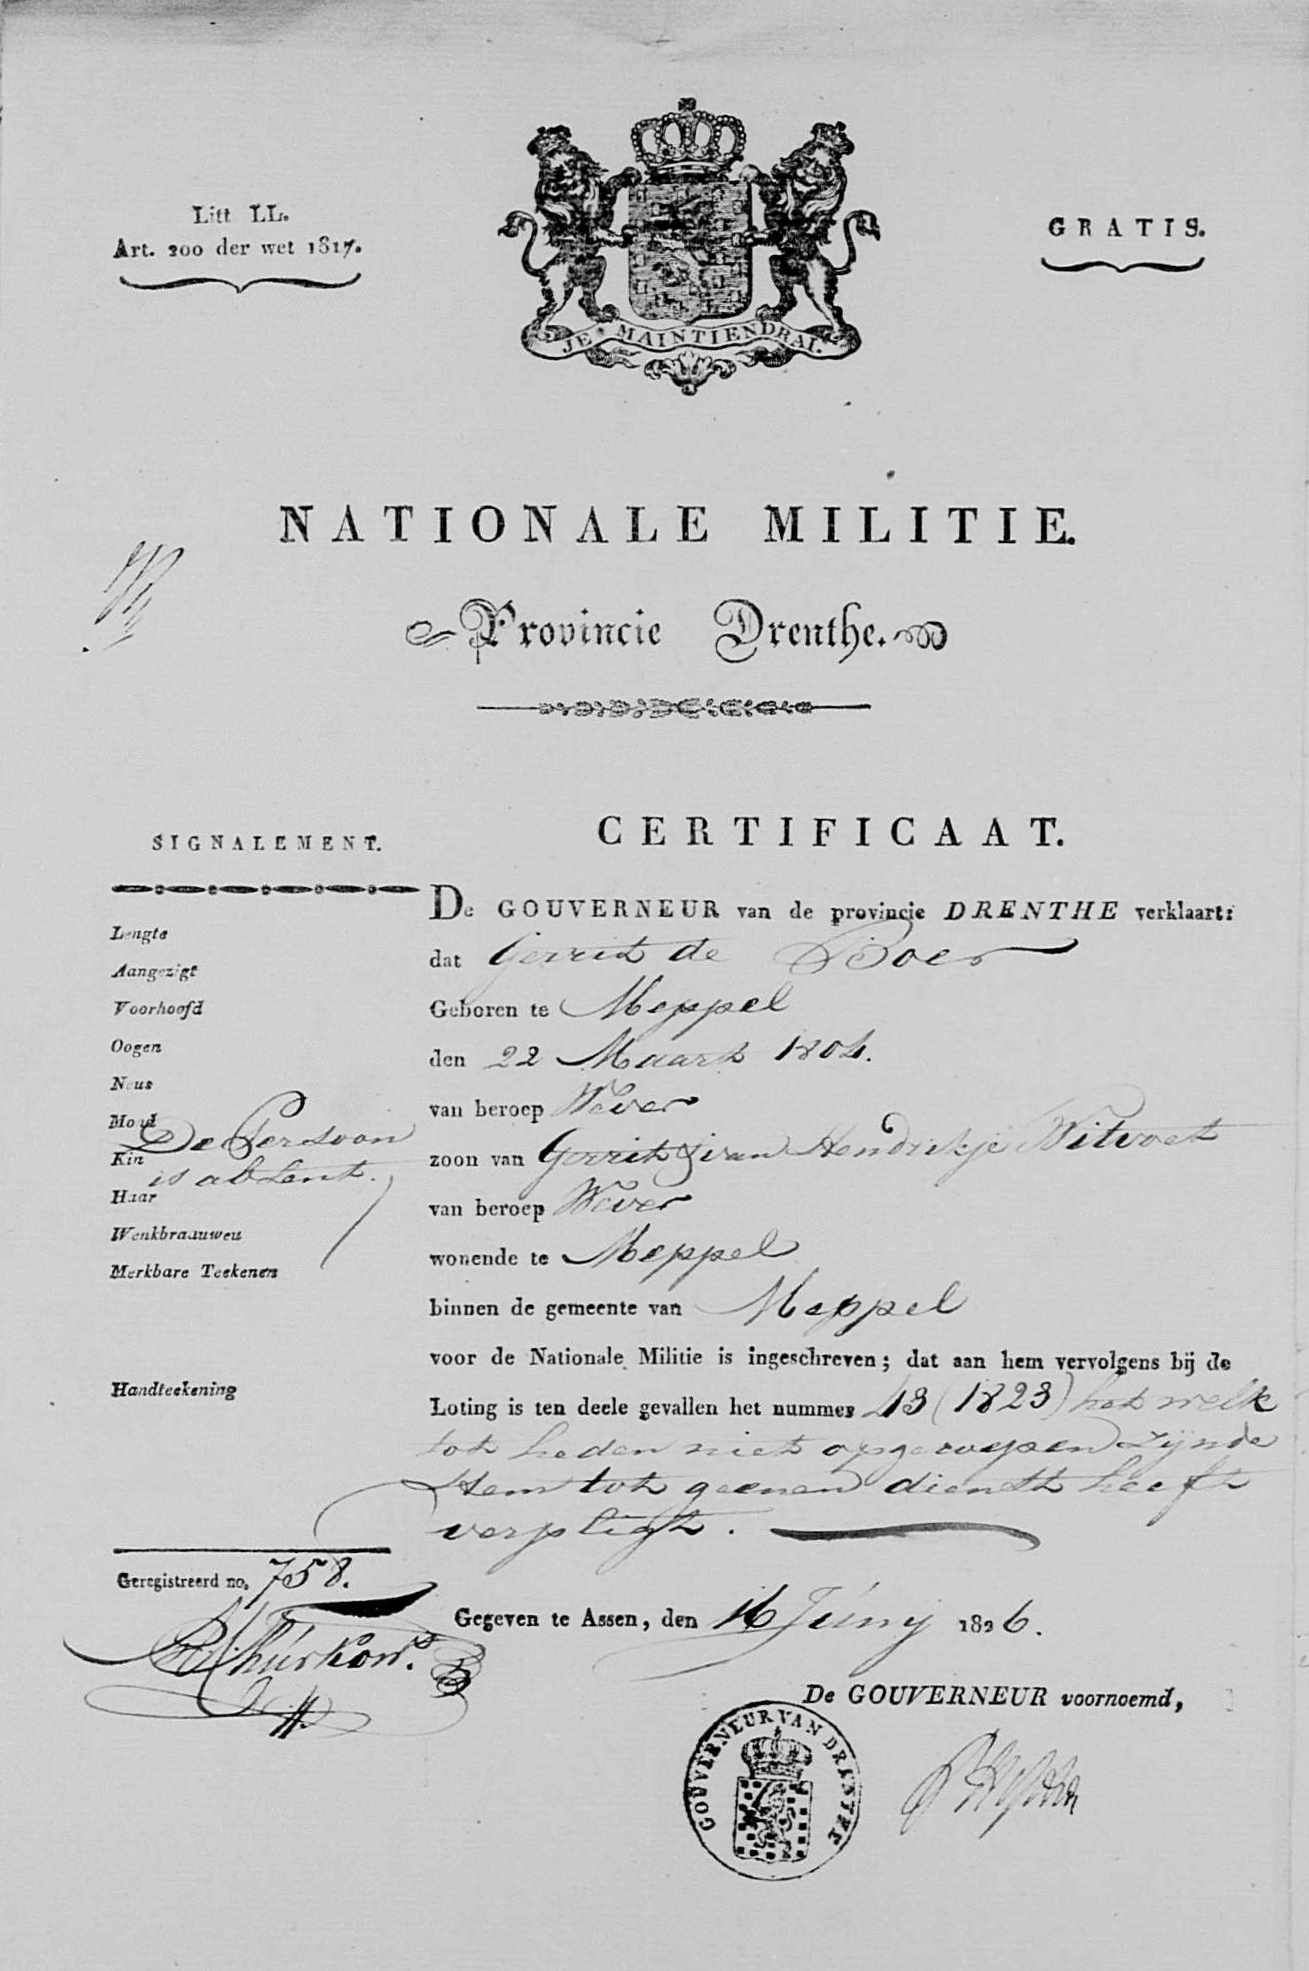 Litt LL.
Art. 200 der wet 1817.
JE MAINTIENDRAI.
GRATIS.
NATIONALE MILITIE.
Provincie Drenthe.
SIGNALEMENT.
Lengte
Aangezigt
Voorhoofd
Oogen
Neus
Mond
De Persoon
Kin
is absent.
Haar
Wenkbraauwen
Merkbare Teekenen
Handteekening
Geregistreerd no. 758.
CERTIFICAAT.
De GOUVERNEUR van de provincie DRENTHE verklaart:
dat Gerrit de Boer
Geboren te Meppel
den 22 Maart 1804.
van beroep Wever
zoon van Gerrit J van Hendrikje Witvoet
van beroep Wever
wonende te Meppel
binnen de gemeente van Meppel
voor de Nationale Militie is ingeschreven; dat aan hem vervolgens bij de
Loting is ten deele gevallen het nummer 43 (1823) het welk
tot heden niet opgeroepen zijnde
Hem tot geenen dienst heeft
verpligt.
Gegeven te Assen, den 16 Junij 1826.
De GOUVERNEUR voornoemd,
GOUVERNEUR VAN DRENTHE